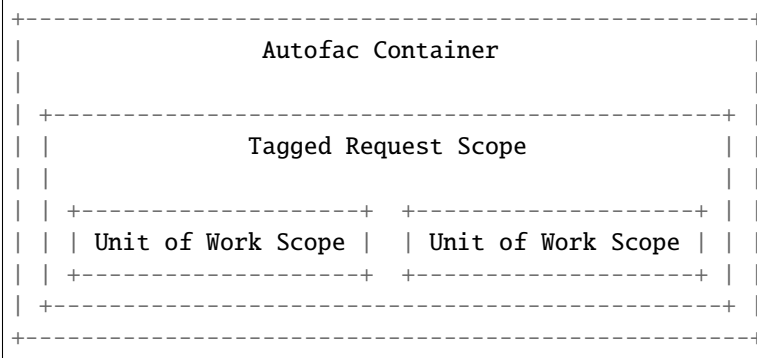 Autofac Container
Tagged Request Scope
Unit of Work Scope | | Unit of Work Scope